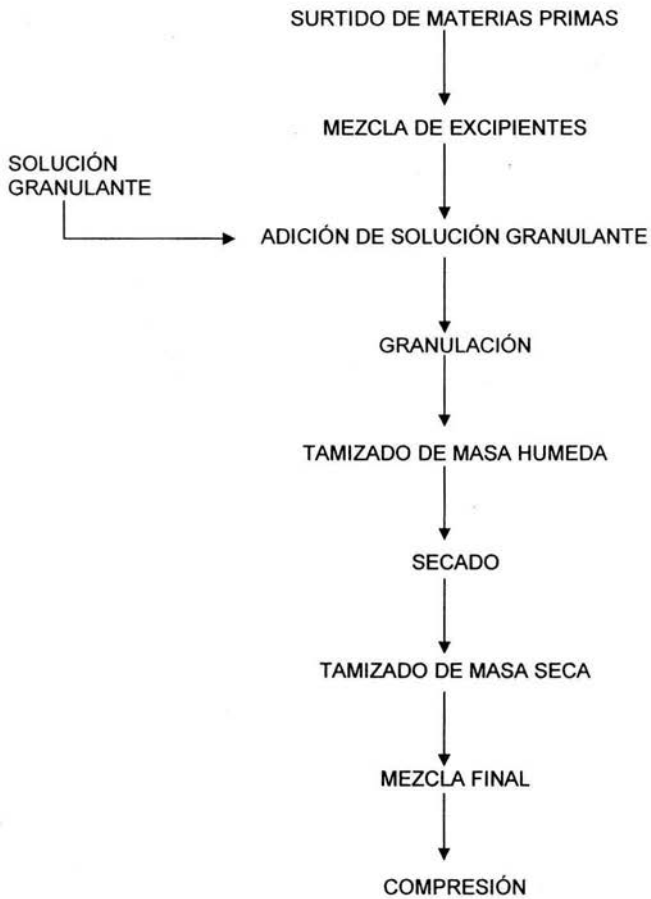 SURTIDO DE MATERIAS PRIMAS
MEZCLA DE EXCIPIENTES
SOLUCIÓN
GRANULANTE
ADICIÓN DE SOLUCIÓN GRANULANTE
GRANULACIÓN
TAMIZADO DE MASA HUMEDA
SECADO
TAMIZADO DE MASA SECA
MEZCLA FINAL
COMPRESIÓN